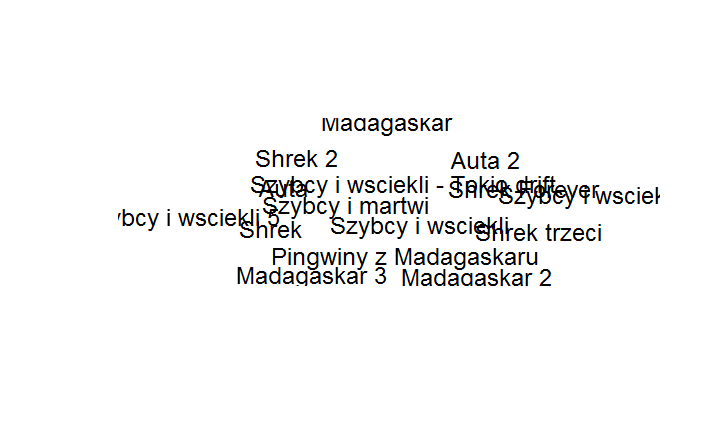 Madagaskar
Shrek 2
Auta 2
Szybcy i wsciekli - Tokio drift
Auta
Shrek Forever
Szybcy i wsciekl
Szybcy i martwi
ybcy i wsciekli 5
Szybcy i wsciekli
Shrek
Shrek trzeci
Pingwiny z Madagaskaru
Madagaskar 3
Madagaskar 2